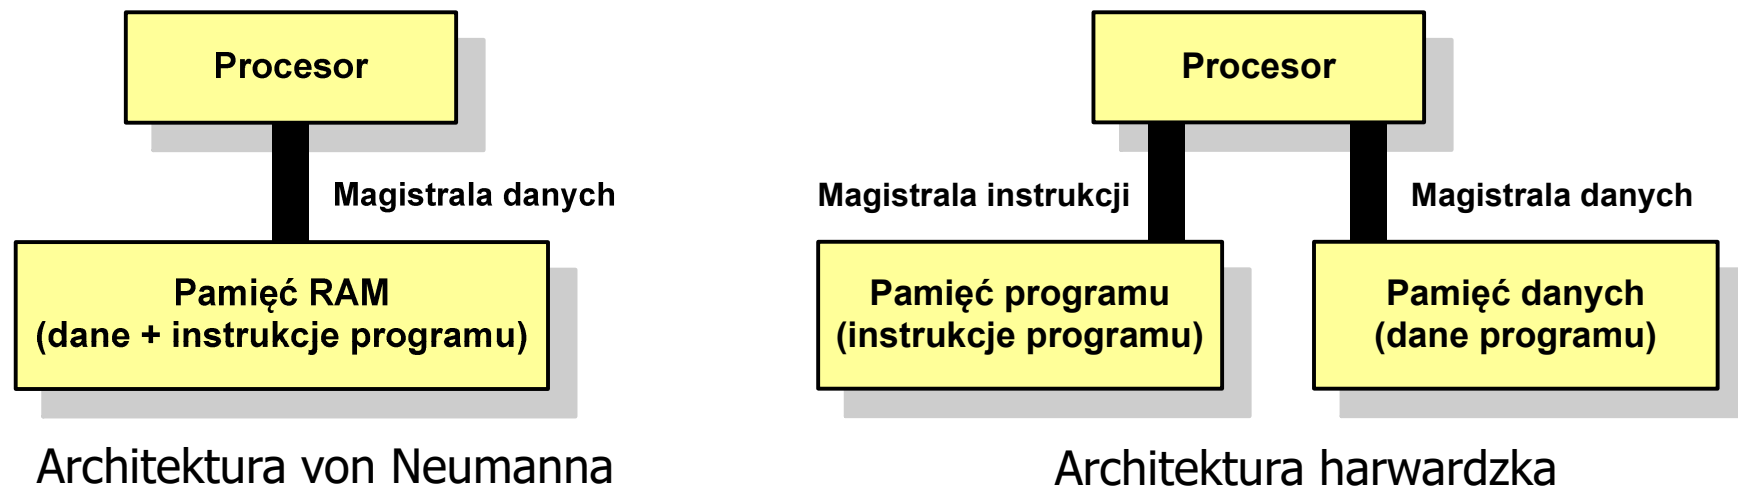 Procesor
Magistrala danych
Pamięć RAM
(dane + instrukcje programu)
Architektura von Neumanna
Procesor
Magistrala instrukcji
Magistrala danych
Pamięć programu
(instrukcje programu)
Pamięć danych
(dane programu)
Architektura harwardzka